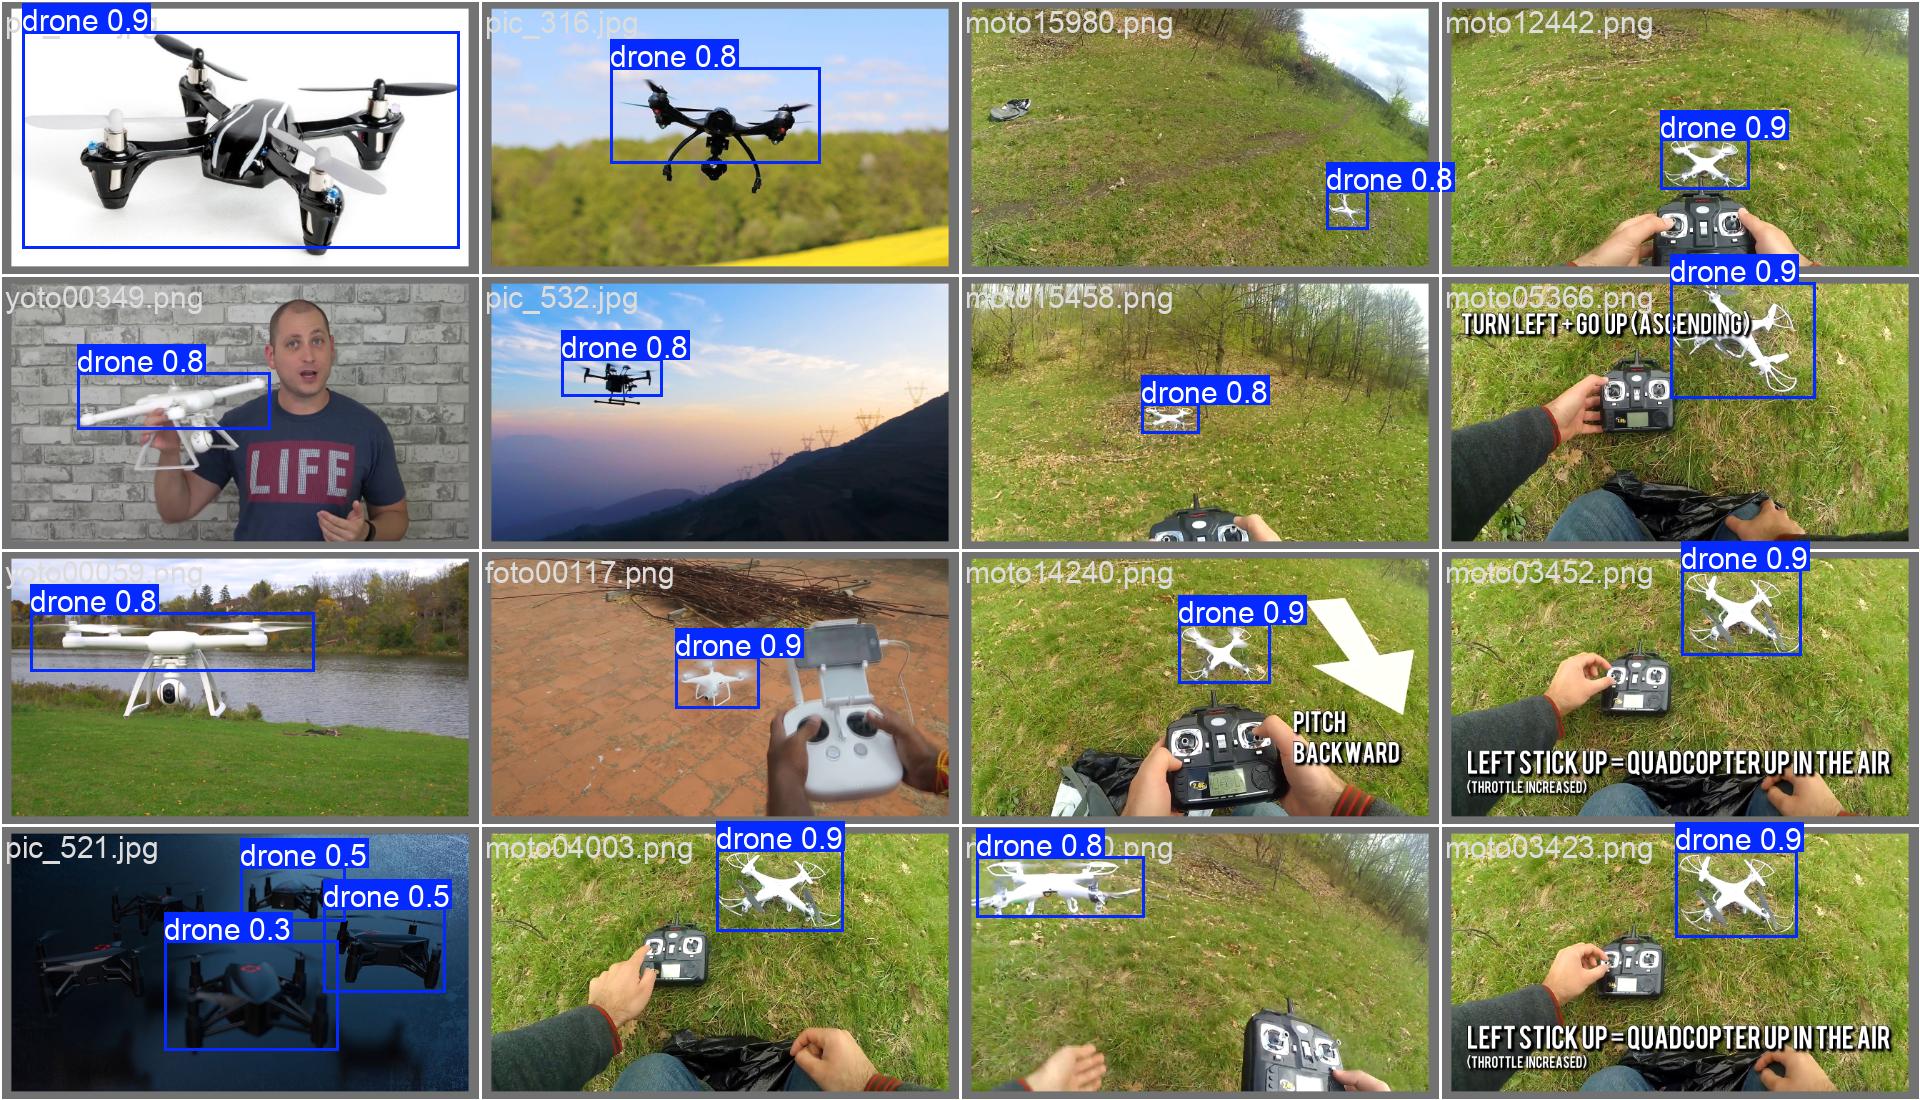 drone 0.9
pic_316.jpg
drone 0.8
moto15980.png
drone 0.8
moto12442.png
drone 0.9
yoto00349.png
drone 0.8
LIFE
pic_532.jpg
drone 0.8
moto15458.png
drone 0.8
moto05366.png
drone 0.9
TURN LEFT + GO UP (ASCENDING)
yoto00059.png
drone 0.8
foto00117.png
drone 0.9
moto14240.png
drone 0.9
PITCH
BACKWARD
moto03452.png
drone 0.9
LEFT STICK UP = QUADCOPTER UP IN THE AIR
(THROTTLE INCREASED)
pic_521.jpg
drone 0.5
drone 0.5
drone 0.3
moto04003.png
drone 0.9
drone 0.8
moto03423.png
drone 0.9
LEFT STICK UP = QUADCOPTER UP IN THE AIR
(THROTTLE INCREASED)